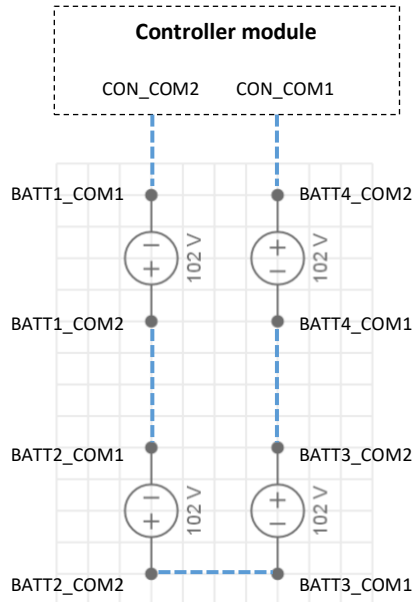 Controller module
CON_COM2 CON_COM1
BATT1_COM1 BATT4_COM2
− + 102 V + − 102 V
BATT1_COM2 BATT4_COM1
BATT2_COM1 BATT3_COM2
− + 102 V + − 102 V
BATT2_COM2 BATT3_COM1